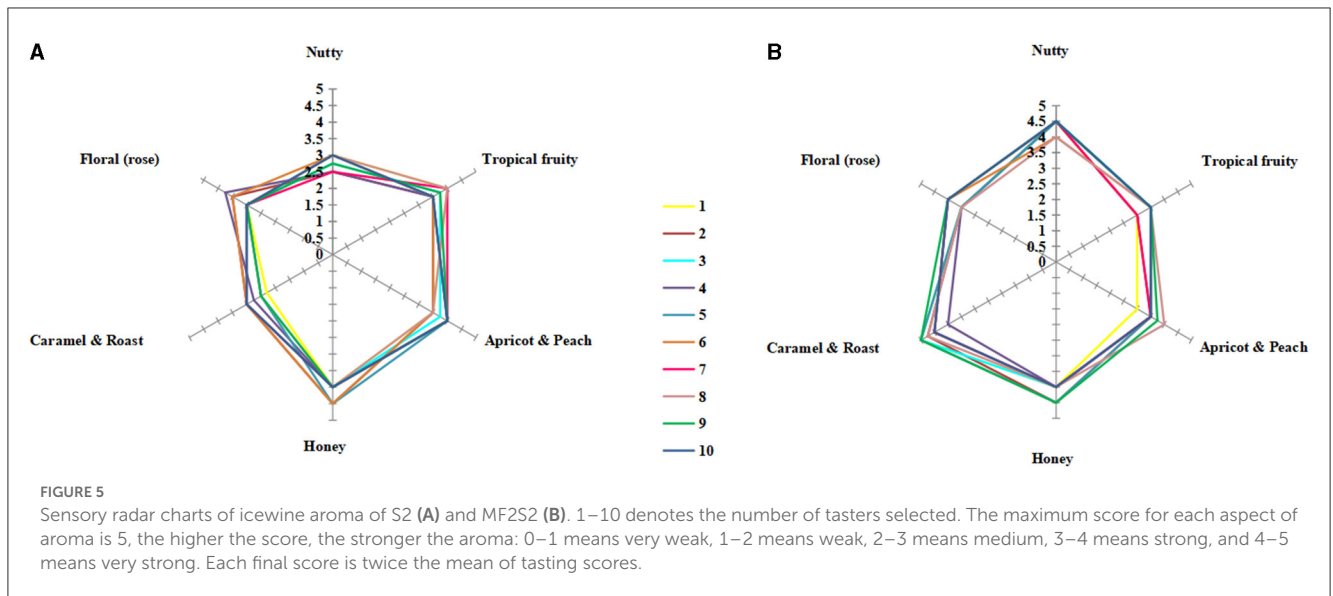 A
Nutty
5
4.5
4
3.5
3
2.5
2
1.5
1
0.5
0
Floral (rose)
Tropical fruity
Caramel & Roast
Apricot & Peach
Honey
1
2
3
4
5
6
7
8
9
10
B
Nutty
5
4.5
4
3.5
3
2.5
2
1.5
1
0.5
0
Floral (rose)
Tropical fruity
Caramel & Roast
Apricot & Peach
Honey
FIGURE 5
Sensory radar charts of icewine aroma of S2 (A) and MF2S2 (B). 1–10 denotes the number of tasters selected. The maximum score for each aspect of
aroma is 5, the higher the score, the stronger the aroma: 0–1 means very weak, 1–2 means weak, 2–3 means medium, 3–4 means strong, and 4–5
means very strong. Each final score is twice the mean of tasting scores.